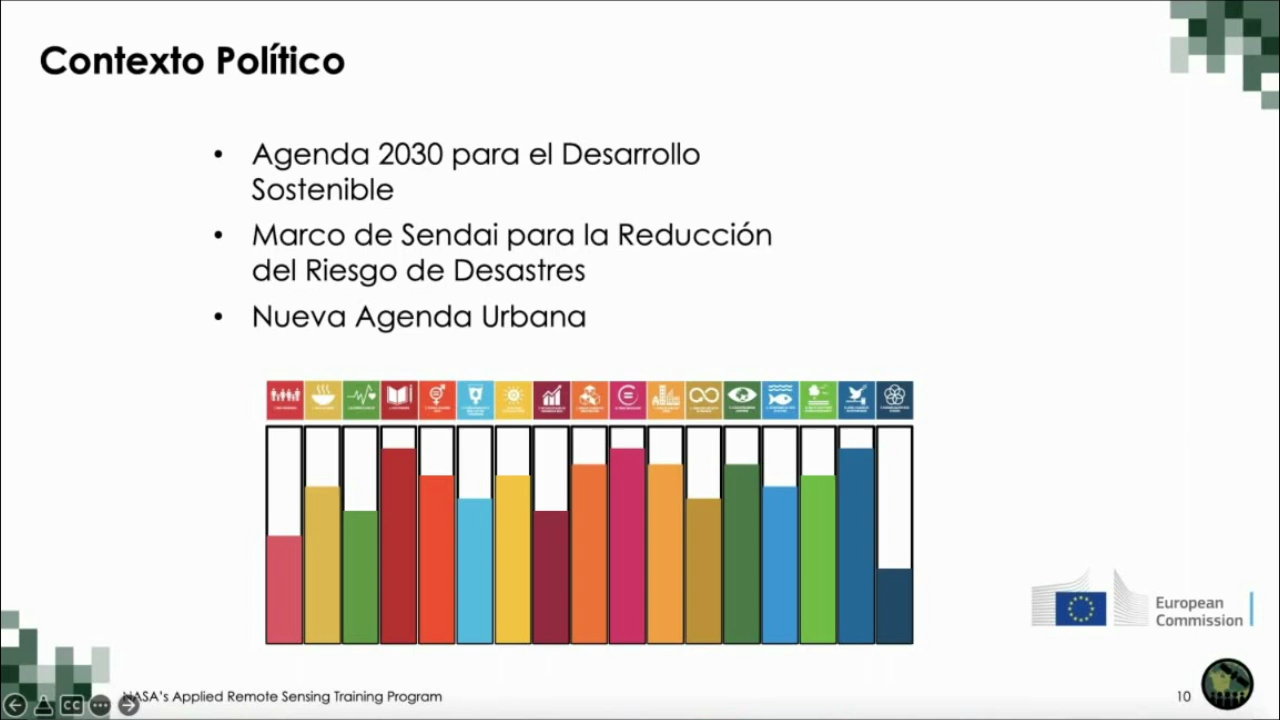 Contexto Político
• Agenda 2030 para el Desarrollo
Sostenible
• Marco de Sendai para la Reducción
del Riesgo de Desastres
• Nueva Agenda Urbana
European
Commission
CC
NASA's Applied Remote Sensing Training Program
10